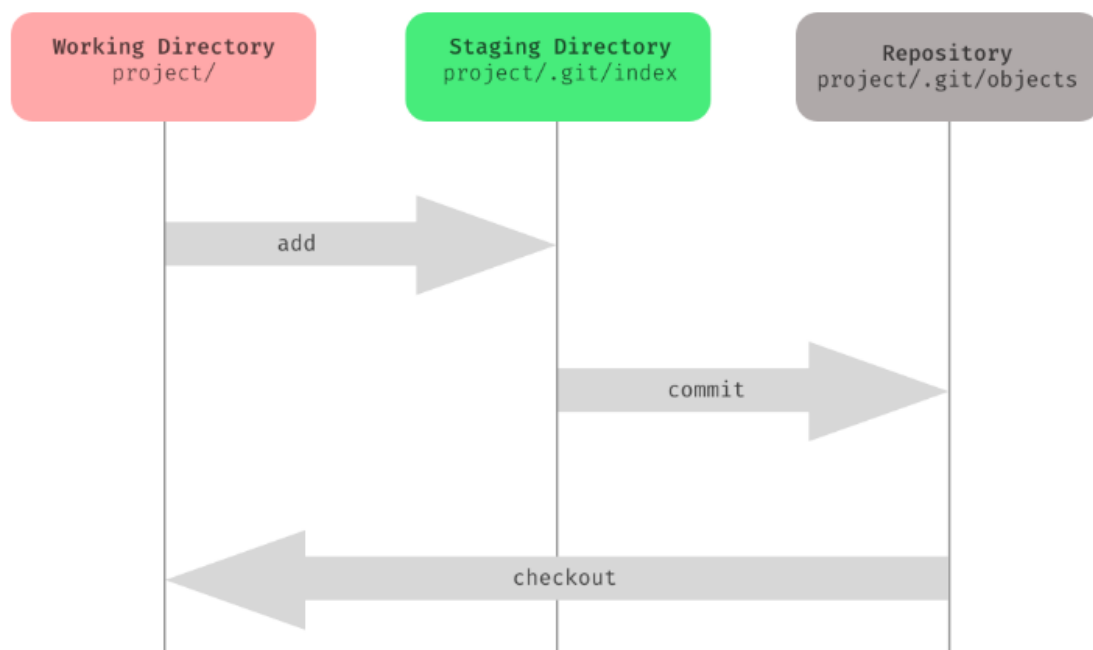 Working Directory
project/
Staging Directory
project/.git/index
Repository
project/.git/objects
add
commit
checkout